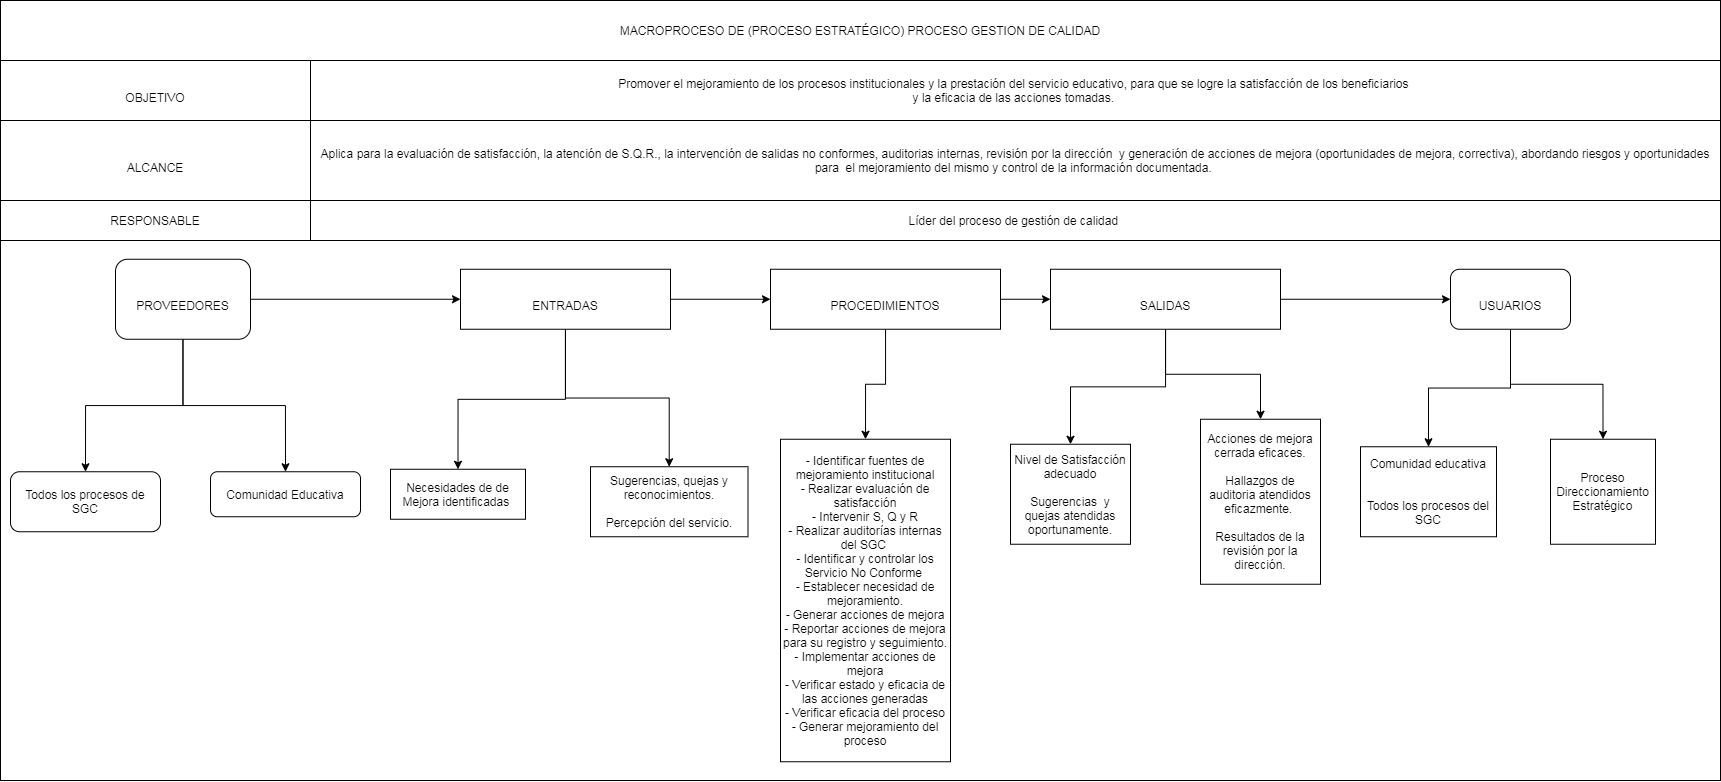 MACROPROCESO DE (PROCESO ESTRATÉGICO) PROCESO GESTION DE CALIDAD
OBJETIVO
Promover el mejoramiento de los procesos institucionales y la prestación del servicio educativo, para que se logre la satisfacción de los beneficiarios
y la eficacia de las acciones tomadas.
ALCANCE
Aplica para la evaluación de satisfacción, la atención de S.Q.R., la intervención de salidas no conformes, auditorias internas, revisión por la dirección y generación de acciones de mejora (oportunidades de mejora, correctiva), abordando riesgos y oportunidades
para el mejoramiento del mismo y control de la información documentada.
RESPONSABLE
Líder del proceso de gestión de calidad
PROVEEDORES
ENTRADAS
PROCEDIMIENTOS
SALIDAS
USUARIOS
Todos los procesos de
SGC
Comunidad Educativa
Necesidades de de
Mejora identificadas
Sugerencias, quejas y
reconocimientos.
Percepción del servicio.
- Identificar fuentes de
mejoramiento institucional
- Realizar evaluación de
satisfacción
- Intervenir S, Q y R
- Realizar auditorías internas
del SGC
- Identificar y controlar los
Servicio No Conforme
- Establecer necesidad de
mejoramiento.
- Generar acciones de mejora
- Reportar acciones de mejora
para su registro y seguimiento.
- Implementar acciones de
mejora
- Verificar estado y eficacia de
las acciones generadas
- Verificar eficacia del proceso
- Generar mejoramiento del
proceso
Nivel de Satisfacción
adecuado
Sugerencias y
quejas atendidas
oportunamente.
Acciones de mejora
cerrada eficaces.
Hallazgos de
auditoria atendidos
eficazmente.
Resultados de la
revisión por la
dirección.
Comunidad educativa
Todos los procesos del
SGC
Proceso
Direccionamiento
Estratégico